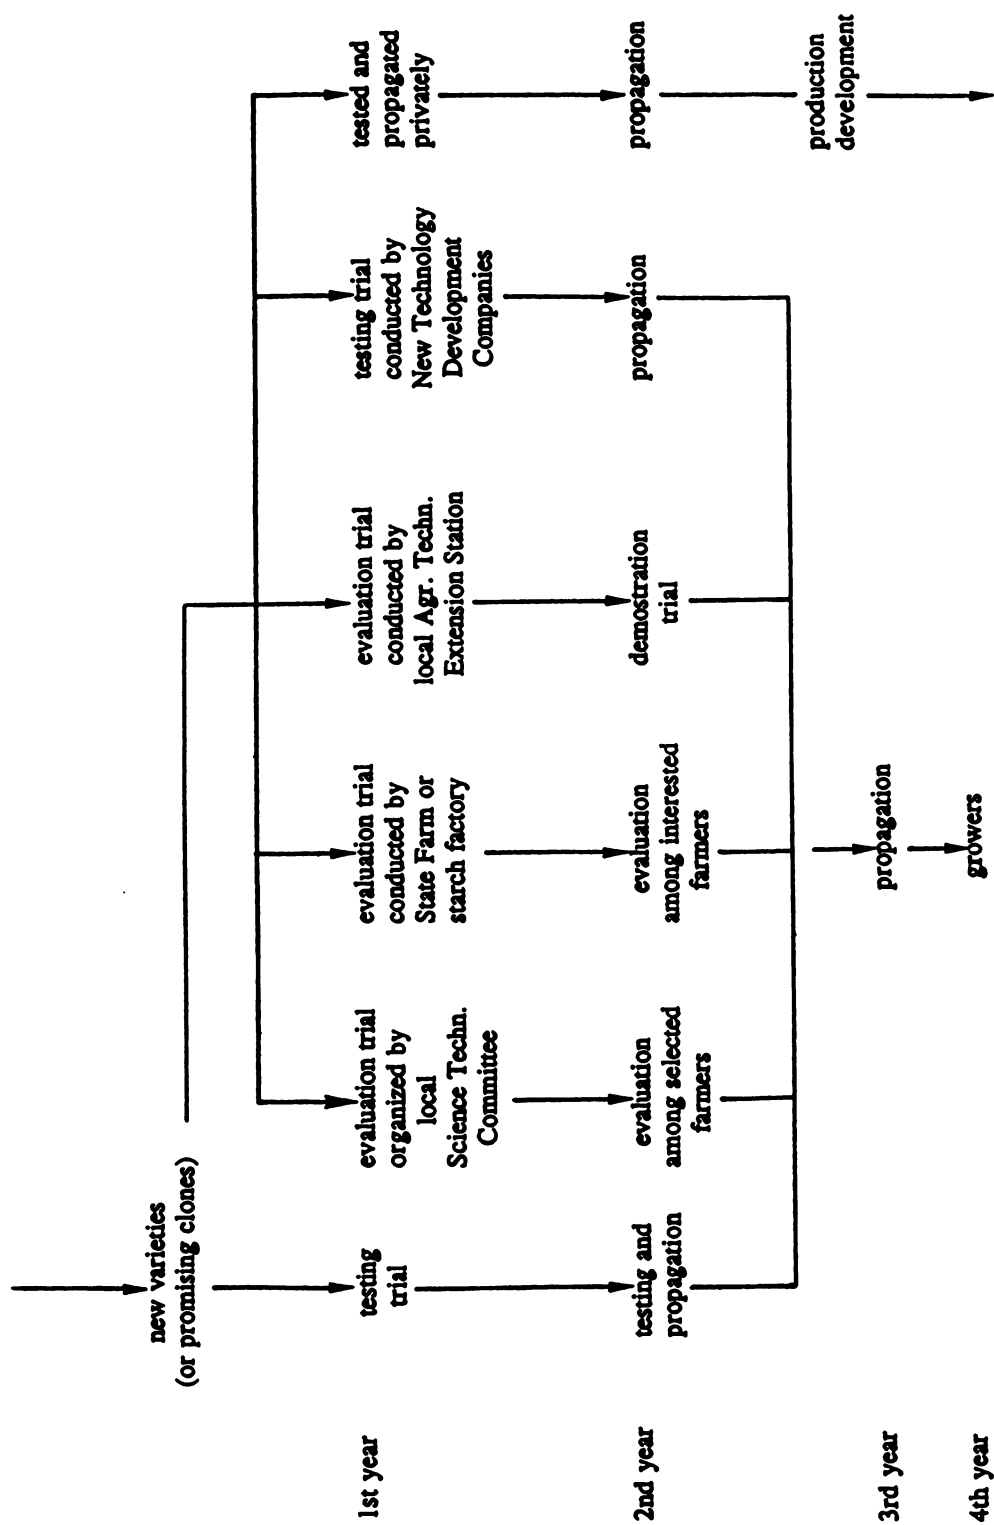 new varieties
(or promising clones)
1st year
testing
trial
evaluation trial
organized by
local
Science Techn.
Committee
evaluation trial
conducted by
State Farm or
starch factory
evaluation trial
conducted by
local Agr. Techn.
Extension Station
testing trial
conducted by
New Technology
Development
Companies
tested and
propagated
privately
2nd year
testing and
propagation
evaluation
among selected
farmers
evaluation
among interested
farmers
demostration
trial
propagation
propagation
production
development
3rd year
propagation
4th year
growers